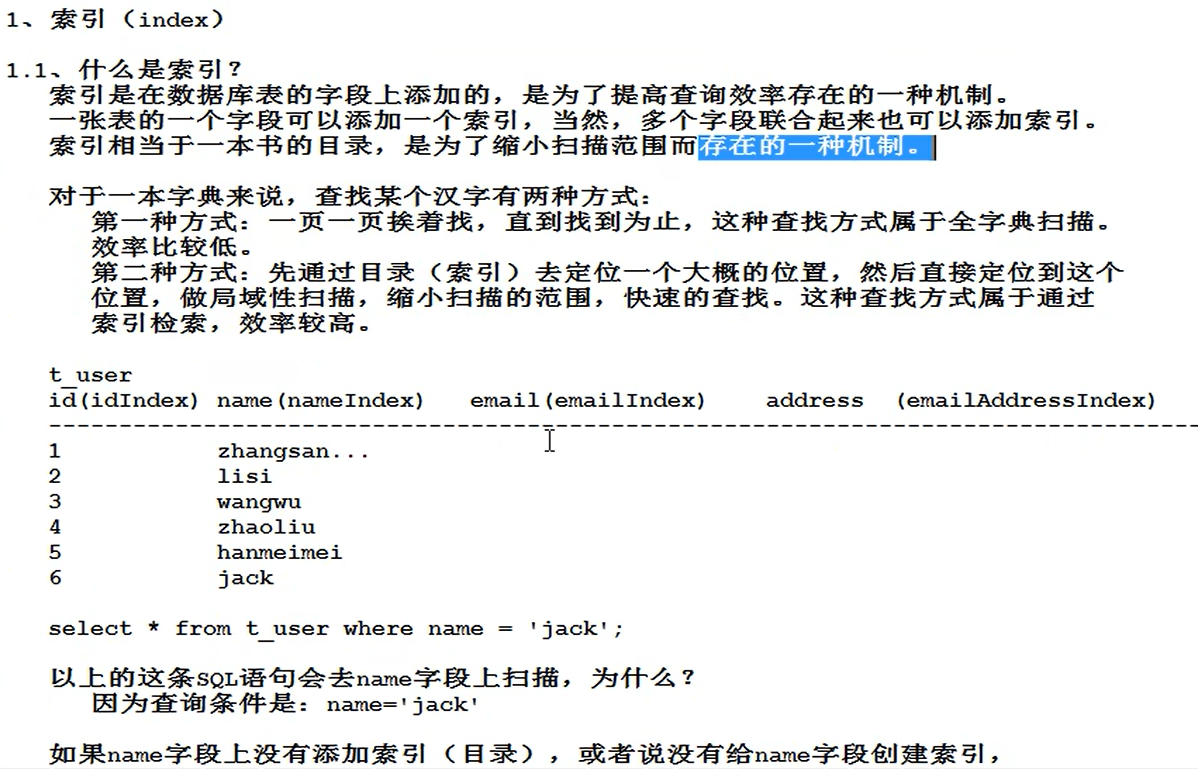 1、索引（index）
1.1、什么是索引？
索引是在数据库表的字段上添加的，是为了提高查询效率存在的一种机制。
一张表的一个字段可以添加一个索引，当然，多个字段联合起来也可以添加索引。
索引相当于一本书的目录，是为了缩小扫描范围而存在的一种机制。
对于一本字典来说，查找某个汉字有两种方式：
第一种方式：一页一页挨着找，直到找到为止，这种查找方式属于全字典扫描。
效率比较低。
第二种方式：先通过目录（索引）去定位一个大概的位置，然后直接定位到这个
位置，做局域性扫描，缩小扫描的范围，快速的查找。这种查找方式属于通过
索引检索，效率较高。
t_user
id(idIndex) name(nameIndex) email(emailIndex) address (emailAddressIndex)
----------------------------------------------------------------------------------
1 zhangsan...
2 lisi
3 wangwu
4 zhaoliu
5 hanmeimei
6 jack
select * from t_user where name = 'jack';
以上的这条SQL语句会去name字段上扫描，为什么？
因为查询条件是：name='jack'
如果name字段上没有添加索引（目录），或者说没有给name字段创建索引，